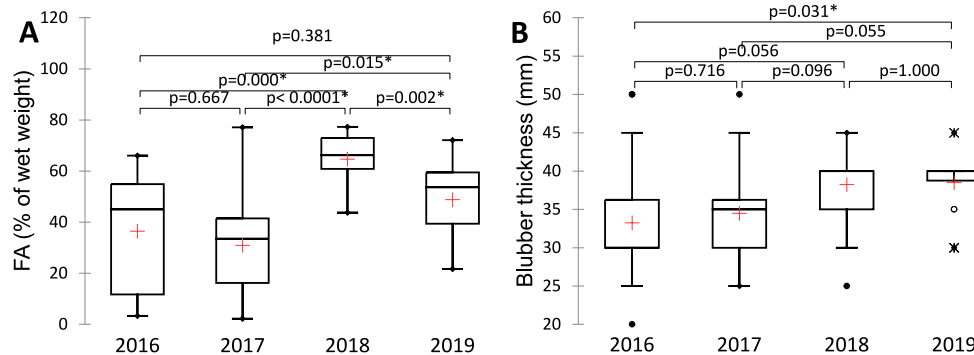 A
FA (% of wet weight)
120
100
80
60
40
20
0
p=0.381
p=0.015*
p=0.000*
p=0.667 p< 0.0001* p=0.002*
2016 2017 2018 2019
B
Blubber thickness (mm)
60
55
50
45
40
35
30
25
20
p=0.031*
p=0.055
p=0.056
p=0.716 p=0.096 p=1.000
2016 2017 2018 2019